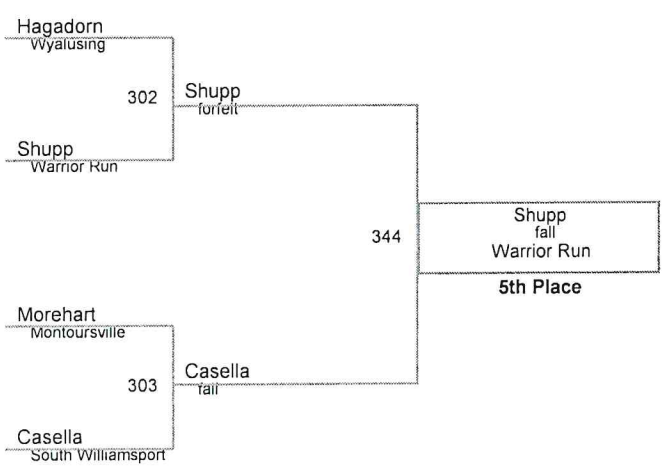 Hagadorn
Wyalusing
302
Shupp
forfeit
Shupp
Warrior Run
344
Shupp
fall
Warrior Run
5th Place
Morehart
Montoursville
303
Casella
fall
Casella
South Williamsport